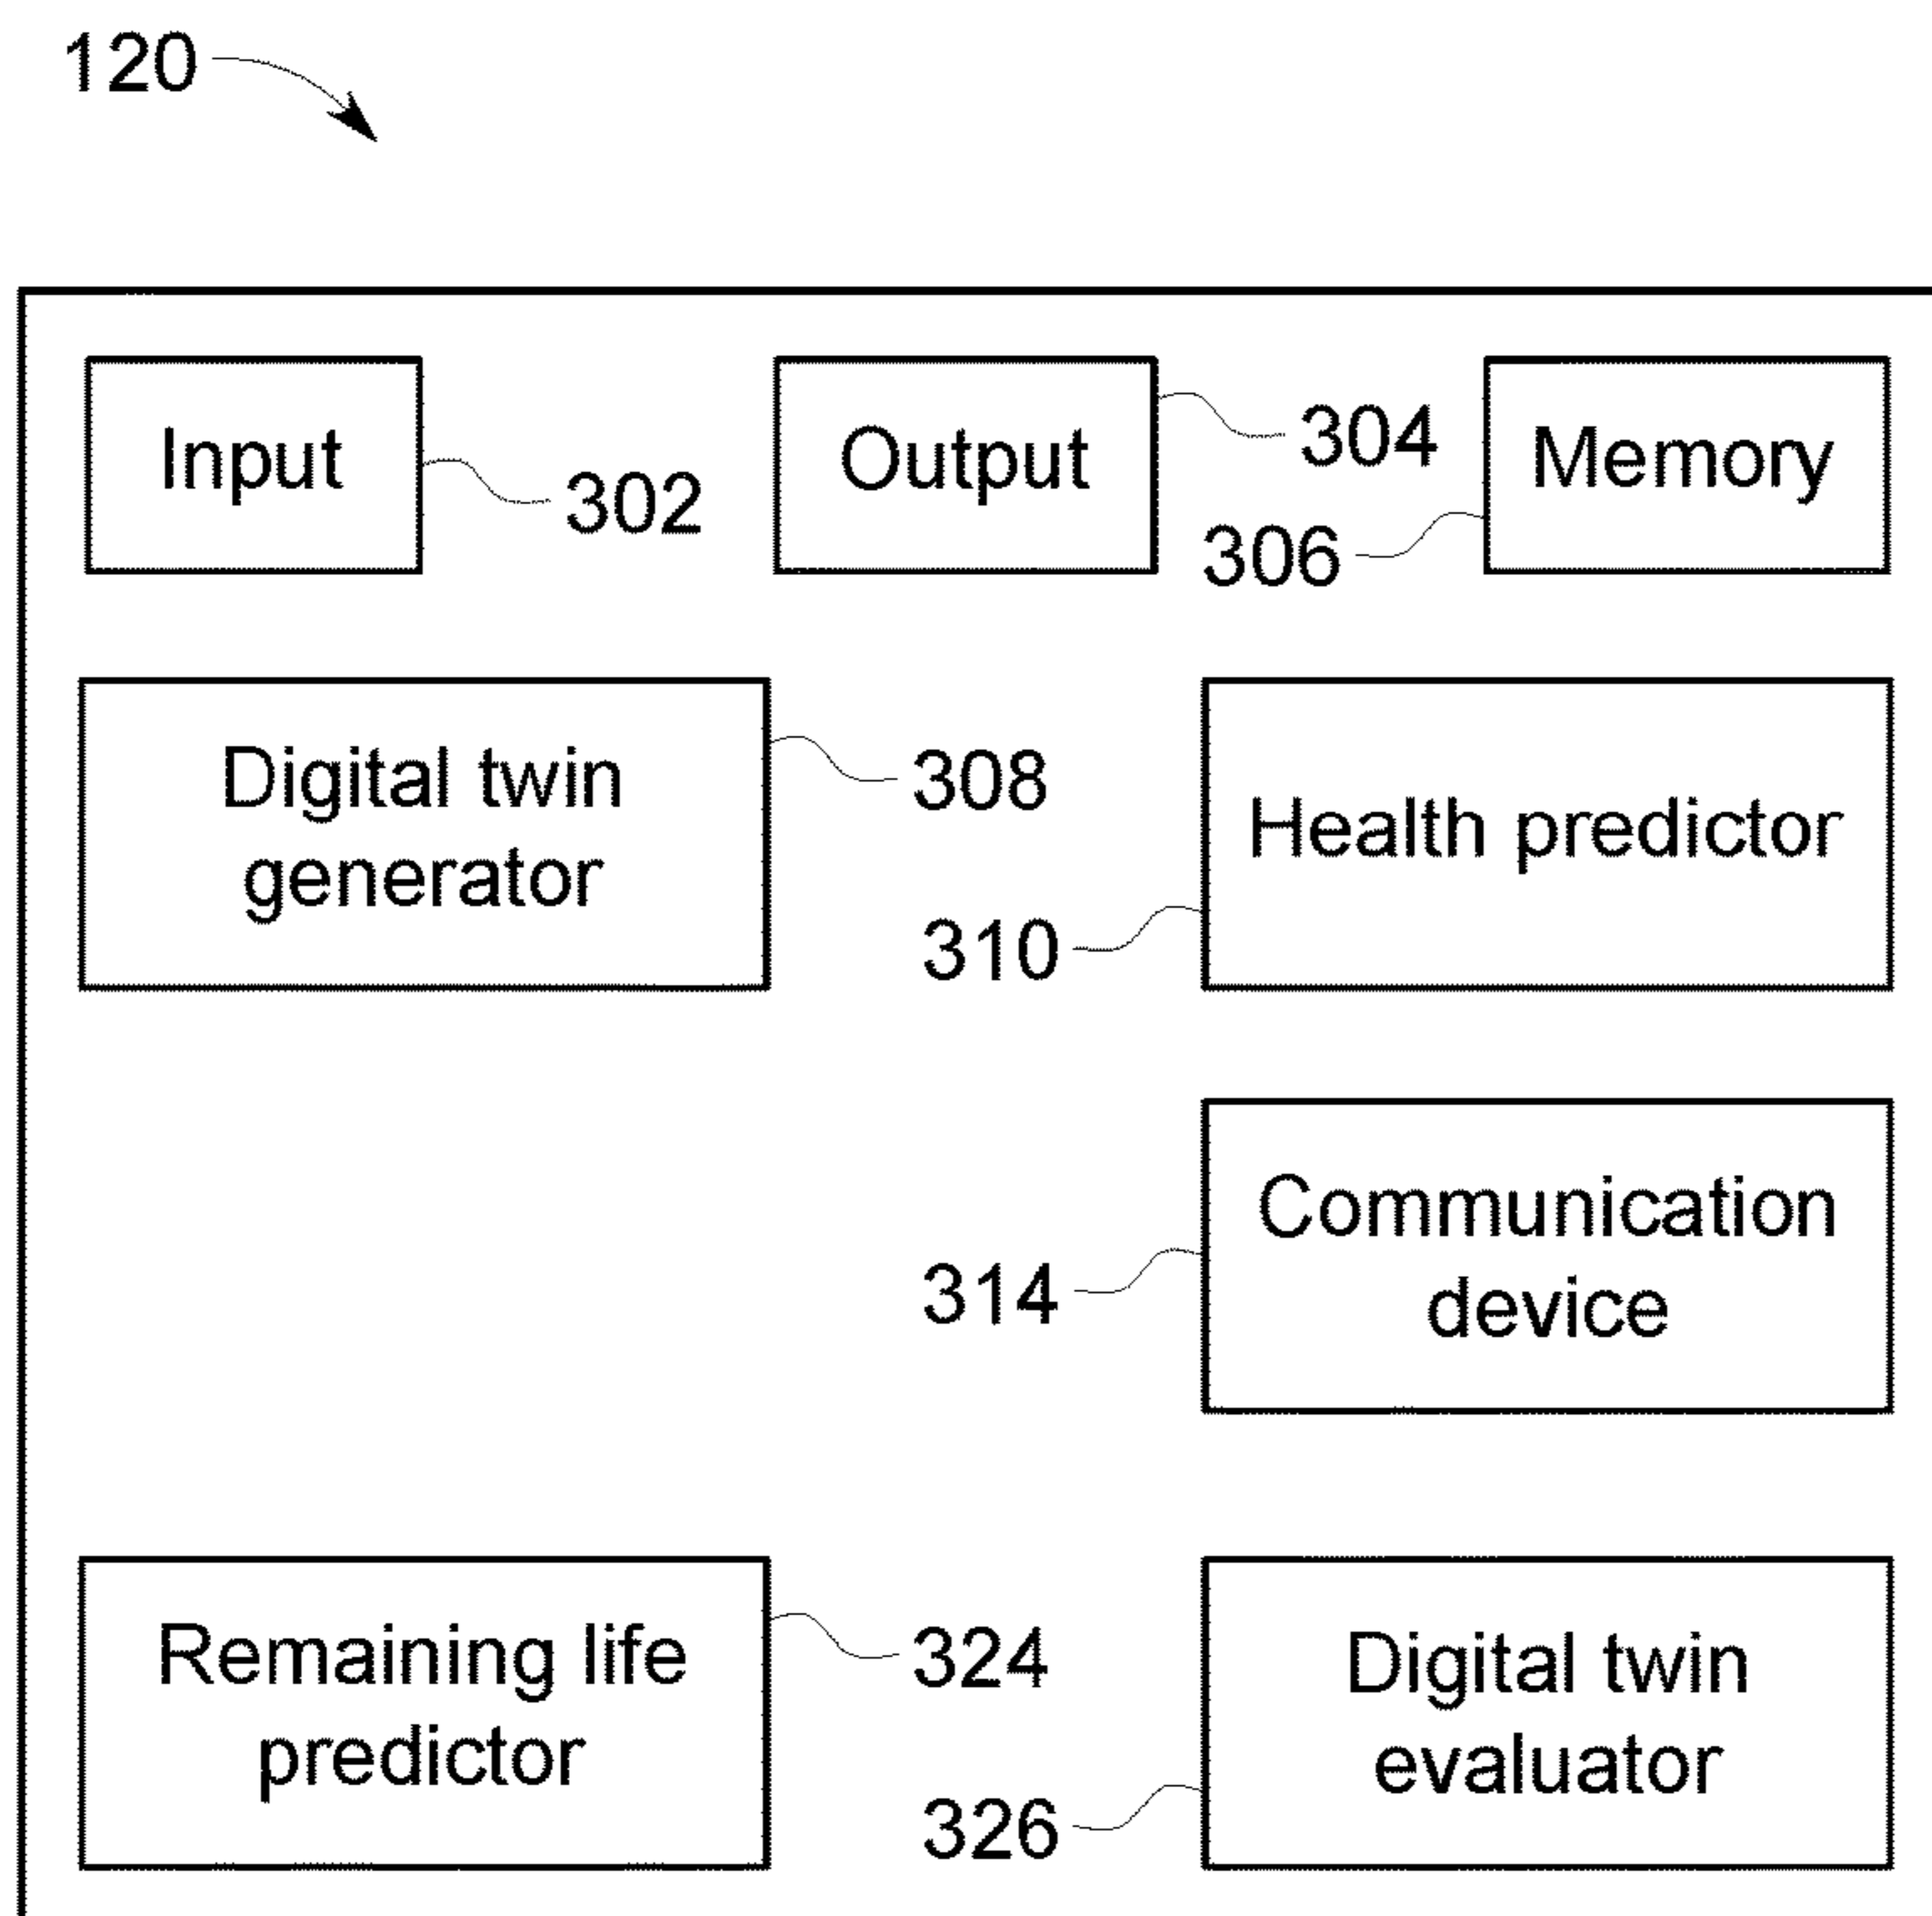 120
Input
302
Output
304
Memory
306
Digital twin
generator
308
Health predictor
310
Communication
device
314
Remaining life
predictor
324
Digital twin
evaluator
326